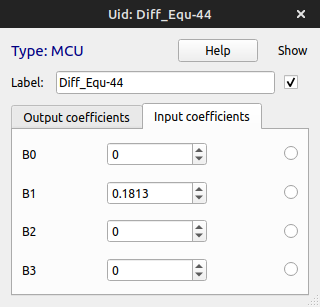 Uid: Diff_Equ-44
Type: MCU Help Show
Label: Diff_Equ-44
Output coefficients Input coefficients
B0 0
B1 0.1813
B2 0
B3 0